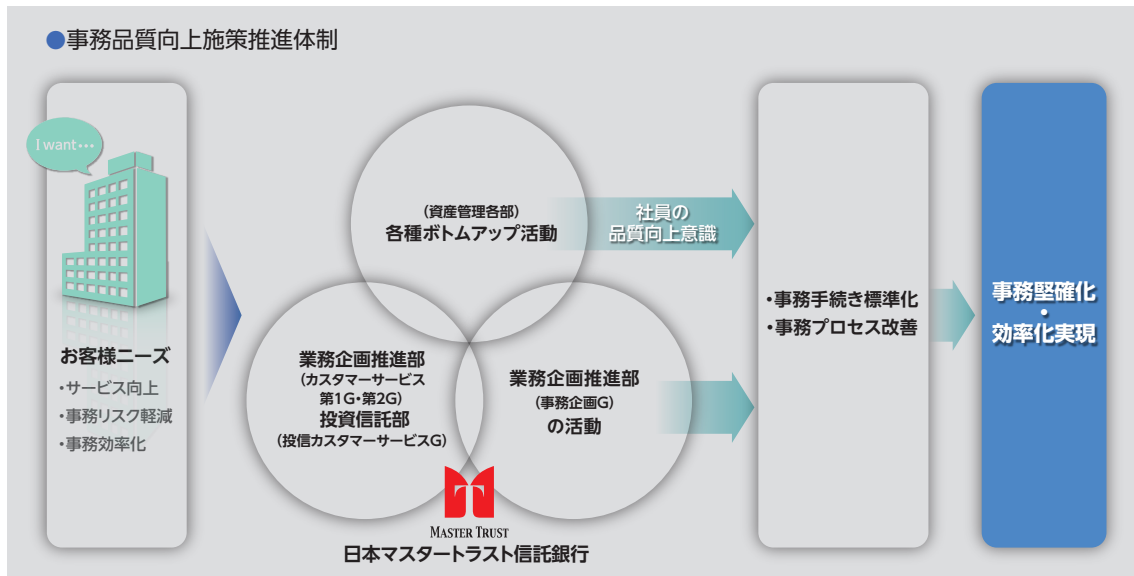 ●事務品質向上施策推進体制
I want…
お客様ニーズ
・サービス向上
・事務リスク軽減
・事務効率化
(資産管理各部)
各種ボトムアップ活動
業務企画推進部
(カスタマーサービス
第1G・第2G)
投資信託部
(投信カスタマーサービスG)
業務企画推進部
(事務企画G)
の活動
MASTER TRUST
日本マスタートラスト信託銀行
社員の
品質向上意識
・事務手続き標準化
・事務プロセス改善
事務堅確化
・
効率化実現